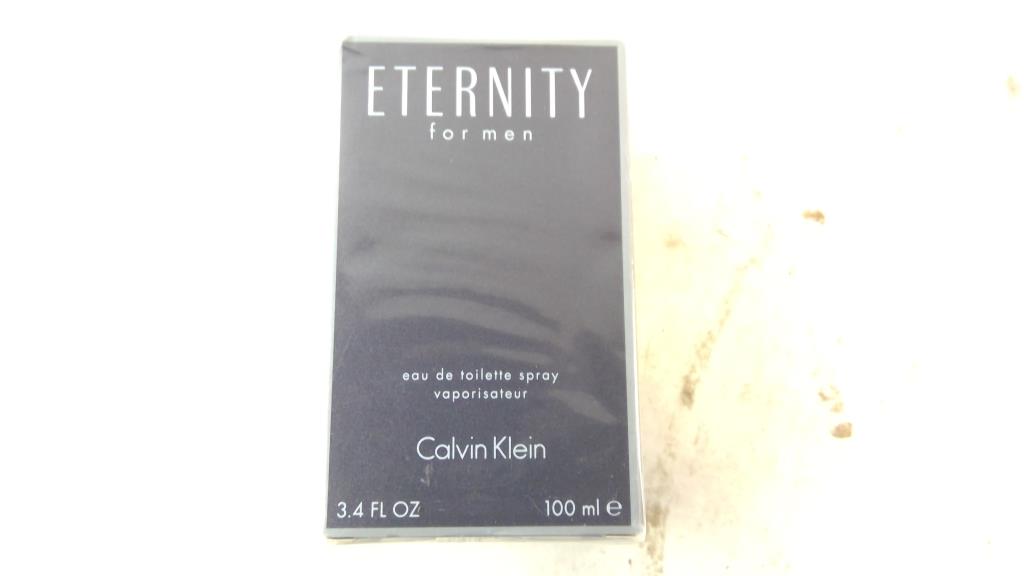 ETERNITY
for men
eau de toilette spray
vaporisateur
Calvin Klein
3.4 FL OZ 100 ml ℮